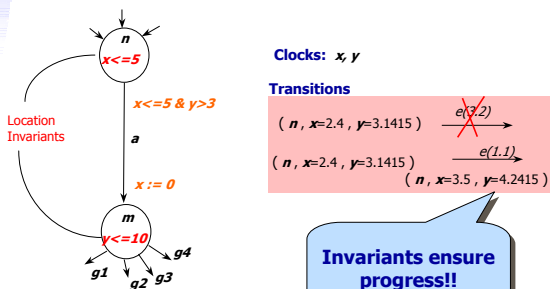 n
x<=5
x<=5 & y>3
Location
Invariants
a
x := 0
m
y<=10
g1
g2
g3
g4
Clocks: x, y
Transitions
( n , x=2.4 , y=3.1415 ) e(3.2)
( n , x=2.4 , y=3.1415 ) e(1.1)
( n , x=3.5 , y=4.2415 )
Invariants ensure
progress!!